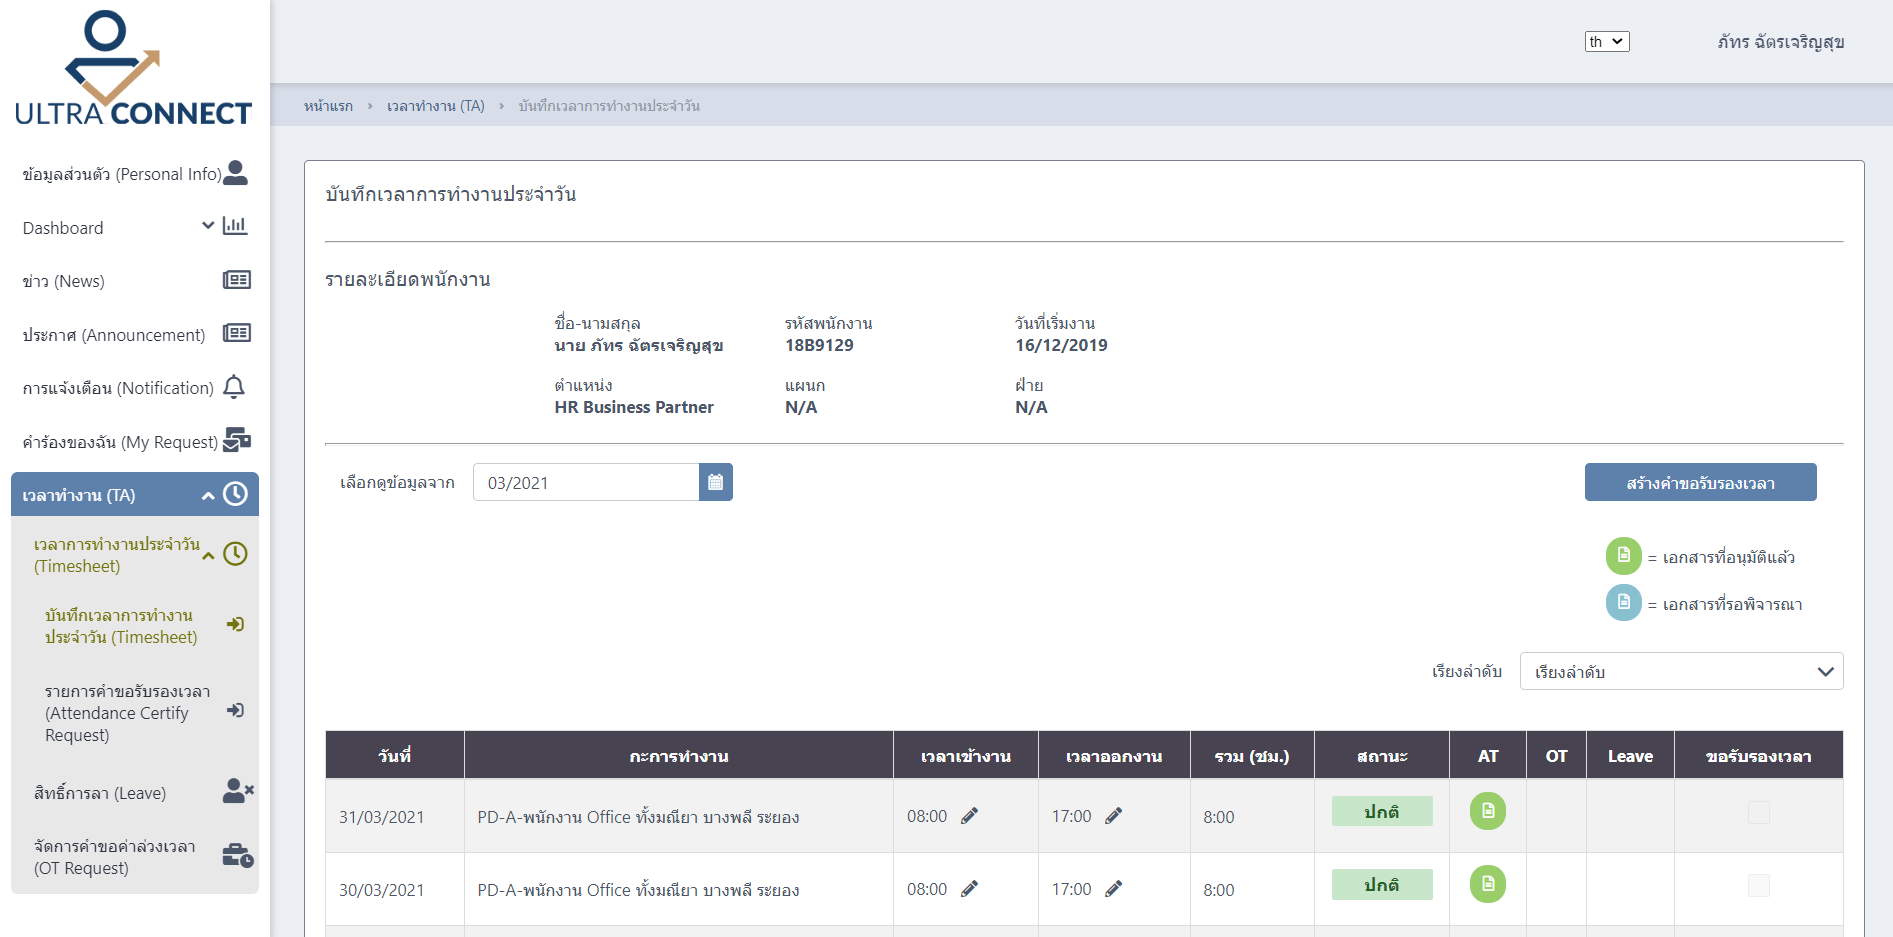 ULTRA CONNECT
th
ภัทร ฉัตรเจริญสุข
หน้าแรก › เวลาทำงาน (TA) › บันทึกเวลาการทำงานประจำวัน
ข้อมูลส่วนตัว (Personal Info)
Dashboard
ข่าว (News)
ประกาศ (Announcement)
การแจ้งเตือน (Notification)
คำร้องของฉัน (My Request)
เวลาทำงาน (TA)
เวลาการทำงานประจำวัน
(Timesheet)
บันทึกเวลาการทำงาน
ประจำวัน (Timesheet)
รายการคำขอรับรองเวลา
(Attendance Certify
Request)
สิทธิ์การลา (Leave)
จัดการคำขอค่าล่วงเวลา
(OT Request)
บันทึกเวลาการทำงานประจำวัน
รายละเอียดพนักงาน
ชื่อ-นามสกุล รหัสพนักงาน วันที่เริ่มงาน
นาย ภัทร ฉัตรเจริญสุข 18B9129 16/12/2019
ตำแหน่ง แผนก ฝ่าย
HR Business Partner N/A N/A
เลือกดูข้อมูลจาก 03/2021 สร้างคำขอรับรองเวลา
= เอกสารที่อนุมัติแล้ว
= เอกสารที่รอพิจารณา
เรียงลำดับ เรียงลำดับ
วันที่ กะการทำงาน เวลาเข้างาน เวลาออกงาน รวม (ชม.) สถานะ AT OT Leave ขอรับรองเวลา
31/03/2021 PD-A-พนักงาน Office ทั้งมณียา บางพลี ระยอง 08:00 17:00 8:00 ปกติ
30/03/2021 PD-A-พนักงาน Office ทั้งมณียา บางพลี ระยอง 08:00 17:00 8:00 ปกติ